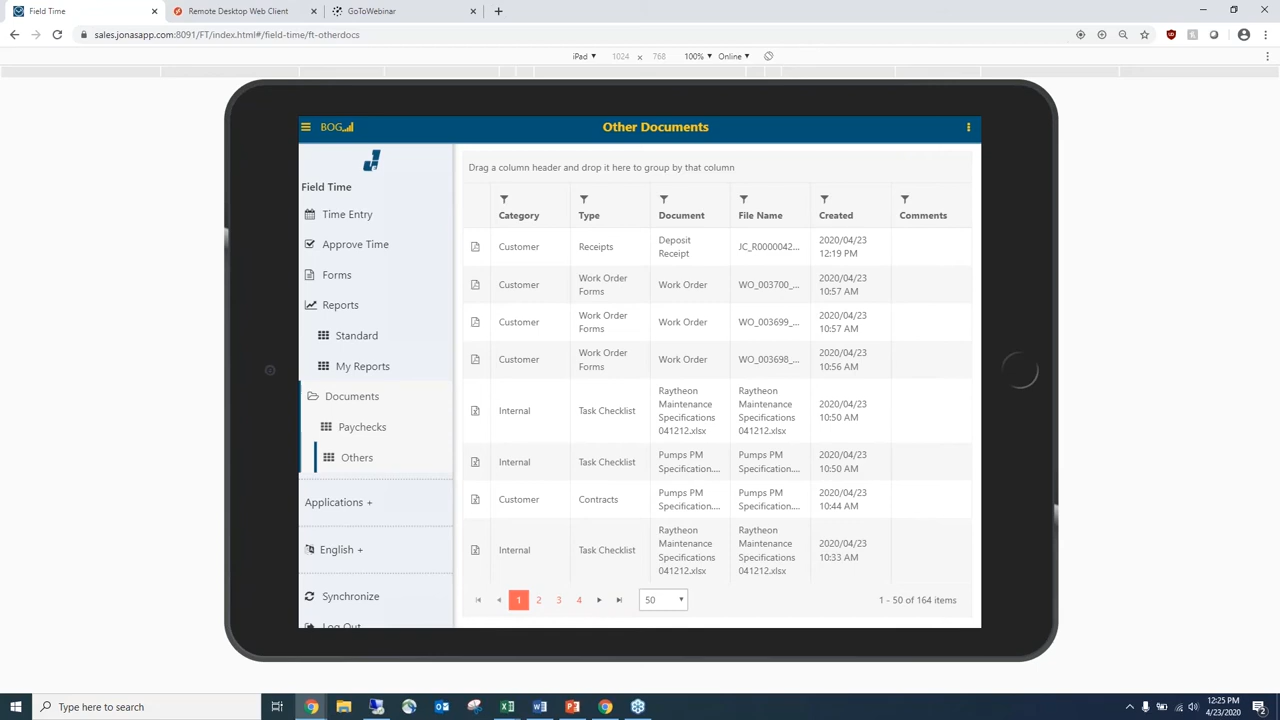 Field Time
Remote Desktop Web Client
GoToWebinar
sales.jonasapp.com:8091/FT/index.html#/field-time/ft-otherdocs
iPad ▼ 1024 × 768 100% ▼ Online ▼
BOG
Other Documents
Field Time
Time Entry
Approve Time
Forms
Reports
Standard
My Reports
Documents
Paychecks
Others
Applications +
English +
Synchronize
Log Out
Drag a column header and drop it here to group by that column
Category Type Document File Name Created Comments
Customer Receipts Deposit Receipt JC_R0000042... 2020/04/23 12:19 PM
Customer Work Order Forms Work Order WO_003700_... 2020/04/23 10:57 AM
Customer Work Order Forms Work Order WO_003699_... 2020/04/23 10:57 AM
Customer Work Order Forms Work Order WO_003698_... 2020/04/23 10:56 AM
Internal Task Checklist Raytheon Maintenance Specifications 041212.xlsx Raytheon Maintenance Specifications 041212.xlsx 2020/04/23 10:50 AM
Internal Task Checklist Pumps PM Specification.... Pumps PM Specification.... 2020/04/23 10:50 AM
Customer Contracts Pumps PM Specification.... Pumps PM Specification.... 2020/04/23 10:44 AM
Internal Task Checklist Raytheon Maintenance Specifications 041212.xlsx Raytheon Maintenance Specifications 041212.xlsx 2020/04/23 10:33 AM
1 2 3 4 50 1 - 50 of 164 items
Type here to search
12:25 PM
4/23/2020
2